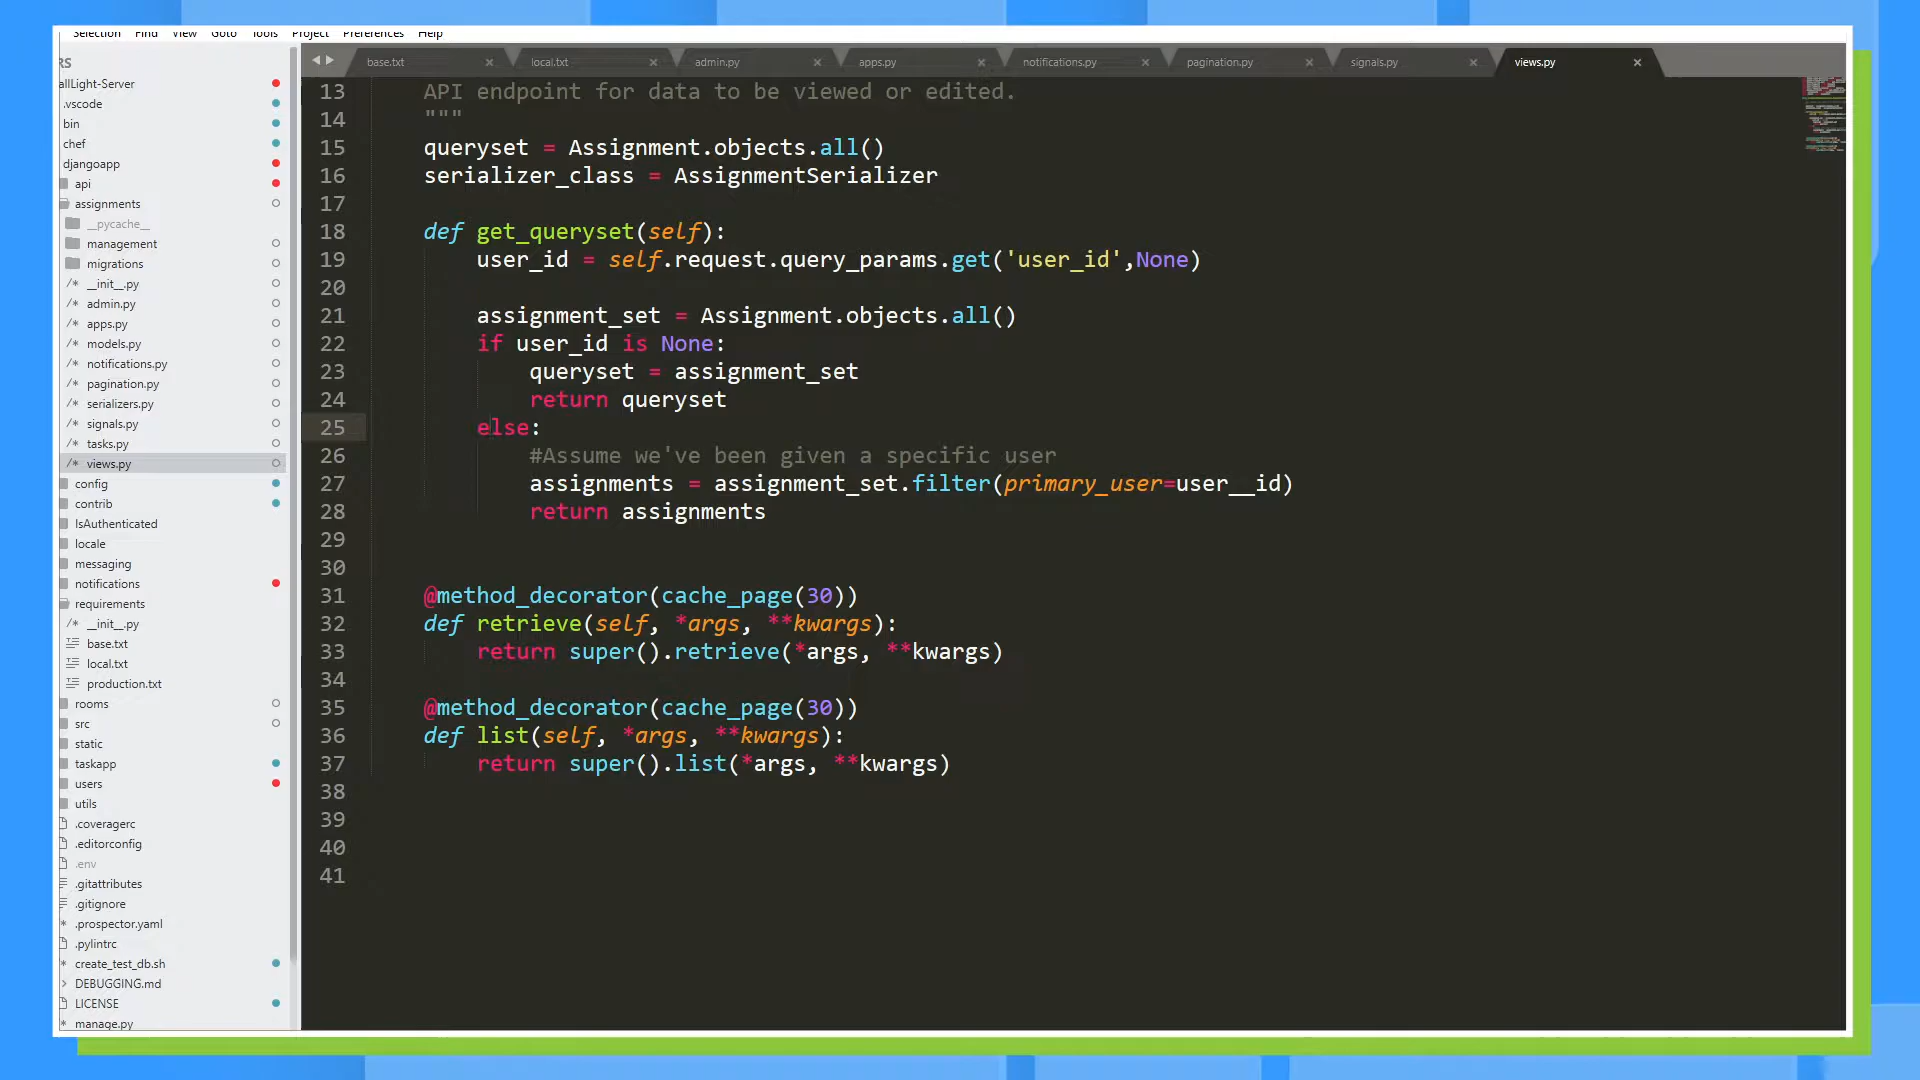 Selection Find View Goto Tools Project Preferences Help
RS
allLight-Server
.vscode
bin
chef
djangoapp
api
assignments
__pycache__
management
migrations
/* __init__.py
/* admin.py
/* apps.py
/* models.py
/* notifications.py
/* pagination.py
/* serializers.py
/* signals.py
/* tasks.py
/* views.py
config
contrib
IsAuthenticated
locale
messaging
notifications
requirements
/* __init__.py
base.txt
local.txt
production.txt
rooms
src
static
taskapp
users
utils
.coveragerc
.editorconfig
.env
.gitattributes
.gitignore
* .prospector.yaml
.pylintrc
* create_test_db.sh
> DEBUGGING.md
LICENSE
* manage.py
base.txt × local.txt × admin.py × apps.py × notifications.py × pagination.py × signals.py × views.py ×
13 API endpoint for data to be viewed or edited.
14 """
15 queryset = Assignment.objects.all()
16 serializer_class = AssignmentSerializer
17
18 def get_queryset(self):
19 user_id = self.request.query_params.get('user_id',None)
20
21 assignment_set = Assignment.objects.all()
22 if user_id is None:
23 queryset = assignment_set
24 return queryset
25 else:
26 #Assume we've been given a specific user
27 assignments = assignment_set.filter(primary_user=user__id)
28 return assignments
29
30
31 @method_decorator(cache_page(30))
32 def retrieve(self, *args, **kwargs):
33 return super().retrieve(*args, **kwargs)
34
35 @method_decorator(cache_page(30))
36 def list(self, *args, **kwargs):
37 return super().list(*args, **kwargs)
38
39
40
41